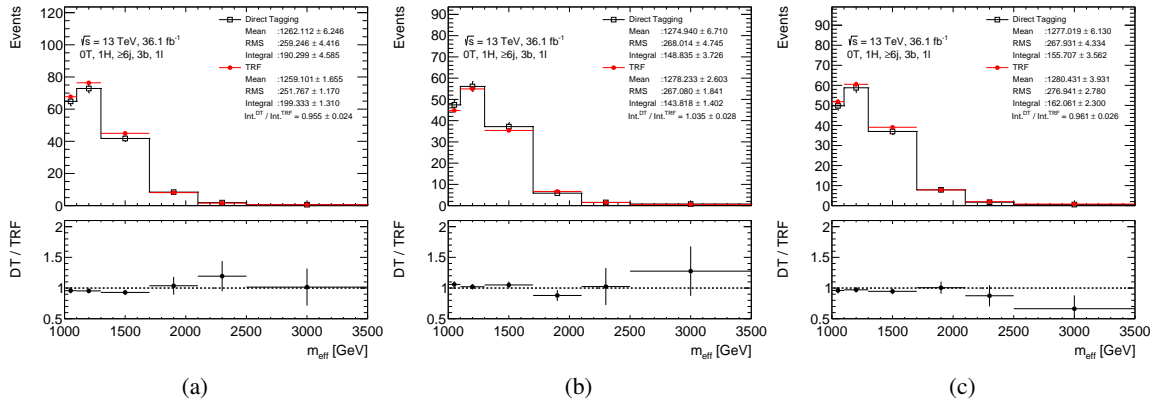 Events
120
100
80
60
40
20
0
Direct Tagging
Mean :1262.112 ± 6.246
RMS :259.246 ± 4.416
Integral :190.299 ± 4.585
TRF
Mean :1259.101 ± 1.655
RMS :251.767 ± 1.170
Integral :199.333 ± 1.310
Int.DT / Int.TRF = 0.955 ± 0.024
√s = 13 TeV, 36.1 fb-1
0T, 1H, ≥6j, 3b, 1l
DT / TRF
2
1.5
1
0.5
1000 1500 2000 2500 3000 3500
meff [GeV]
(a)
Events
90
80
70
60
50
40
30
20
10
0
Direct Tagging
Mean :1274.940 ± 6.710
RMS :268.014 ± 4.745
Integral :148.835 ± 3.726
TRF
Mean :1278.233 ± 2.603
RMS :267.080 ± 1.841
Integral :143.818 ± 1.402
Int.DT / Int.TRF = 1.035 ± 0.028
√s = 13 TeV, 36.1 fb-1
0T, 1H, ≥6j, 3b, 1l
DT / TRF
2
1.5
1
0.5
1000 1500 2000 2500 3000 3500
meff [GeV]
(b)
Events
90
80
70
60
50
40
30
20
10
0
Direct Tagging
Mean :1277.019 ± 6.130
RMS :267.931 ± 4.334
Integral :155.707 ± 3.562
TRF
Mean :1280.431 ± 3.931
RMS :276.941 ± 2.780
Integral :162.061 ± 2.300
Int.DT / Int.TRF = 0.961 ± 0.026
√s = 13 TeV, 36.1 fb-1
0T, 1H, ≥6j, 3b, 1l
DT / TRF
2
1.5
1
0.5
1000 1500 2000 2500 3000 3500
meff [GeV]
(c)